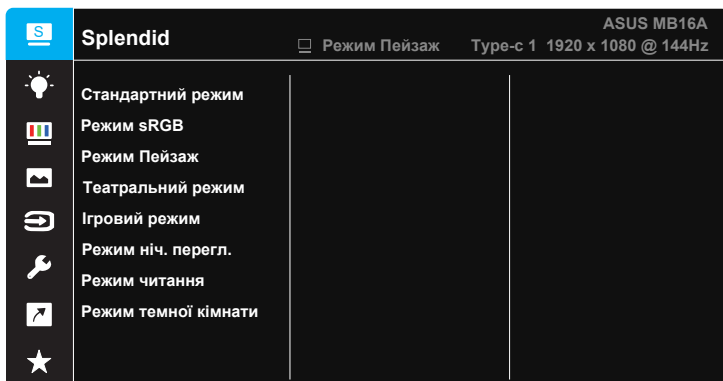 S
ASUS MB16A
Splendid
Режим Пейзаж Type-c 1 1920 x 1080 @ 144Hz
Стандартний режим
Режим sRGB
Режим Пейзаж
Театральний режим
Ігровий режим
Режим ніч. перегл.
Режим читання
Режим темної кімнати